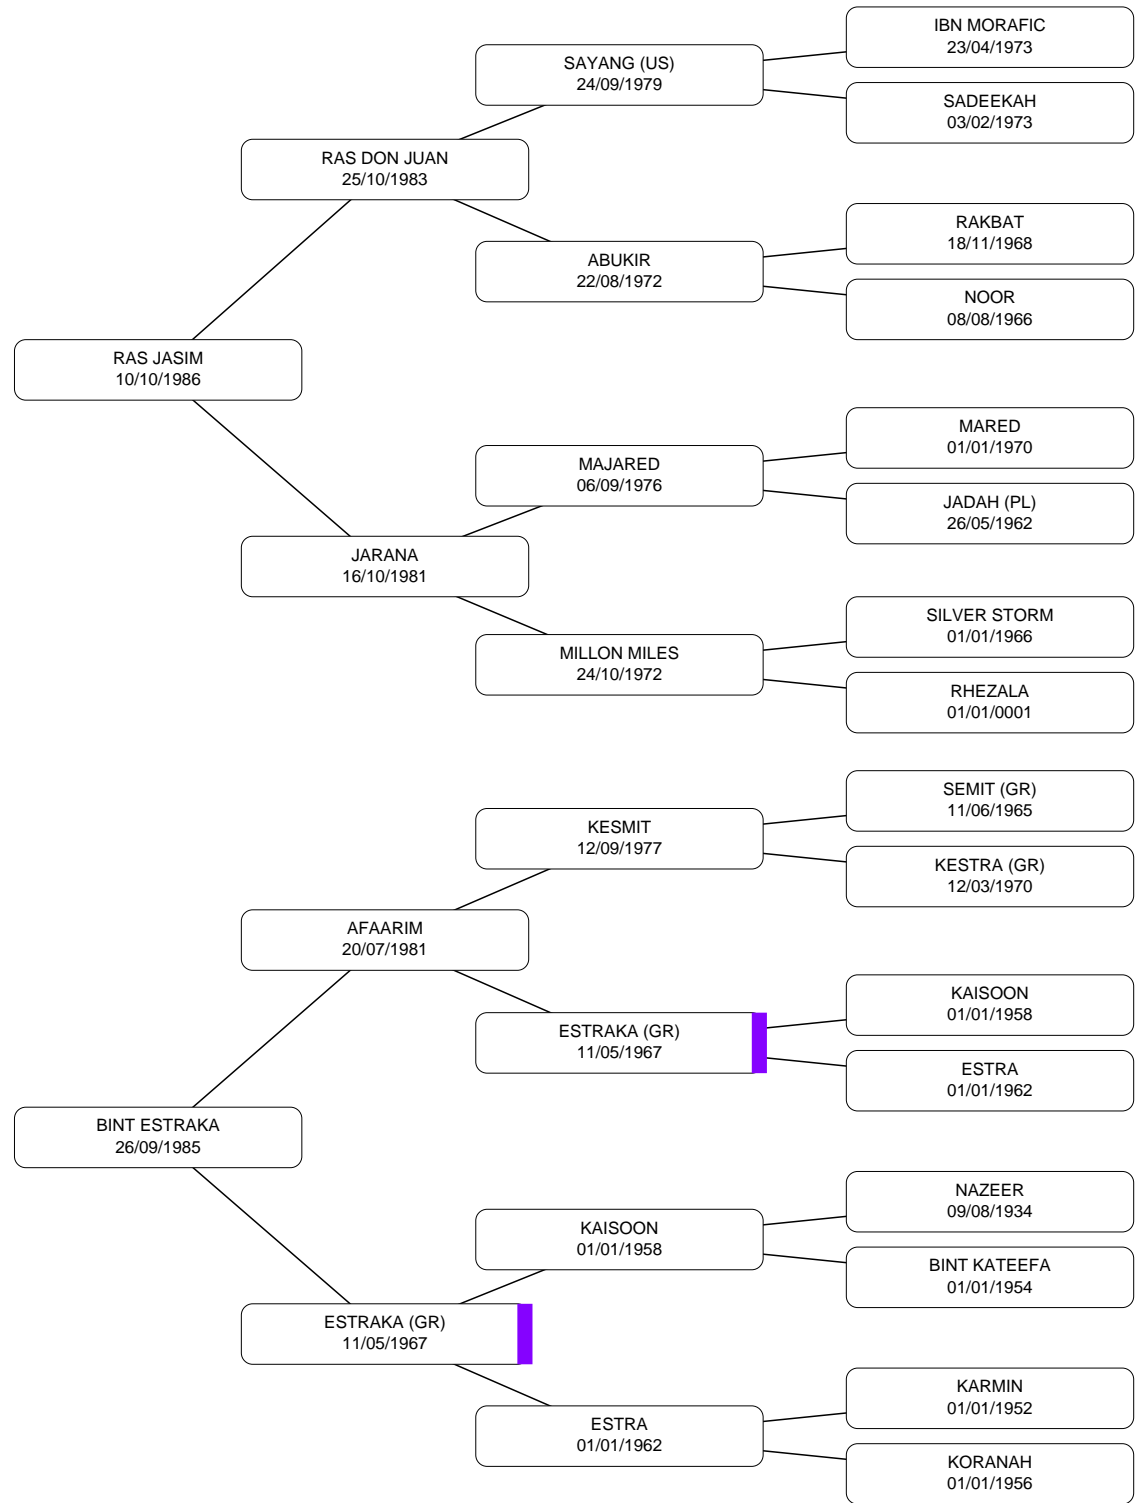 IBN MORAFIC
23/04/1973
SAYANG (US)
24/09/1979
SADEEKAH
03/02/1973
RAS DON JUAN
25/10/1983
RAKBAT
18/11/1968
ABUKIR
22/08/1972
NOOR
08/08/1966
RAS JASIM
10/10/1986
MARED
01/01/1970
MAJARED
06/09/1976
JADAH (PL)
26/05/1962
JARANA
16/10/1981
SILVER STORM
01/01/1966
MILLON MILES
24/10/1972
RHEZALA
01/01/0001
SEMIT (GR)
11/06/1965
KESMIT
12/09/1977
KESTRA (GR)
12/03/1970
AFAARIM
20/07/1981
KAISOON
01/01/1958
ESTRAKA (GR)
11/05/1967
ESTRA
01/01/1962
BINT ESTRAKA
26/09/1985
NAZEER
09/08/1934
KAISOON
01/01/1958
BINT KATEEFA
01/01/1954
ESTRAKA (GR)
11/05/1967
KARMIN
01/01/1952
ESTRA
01/01/1962
KORANAH
01/01/1956